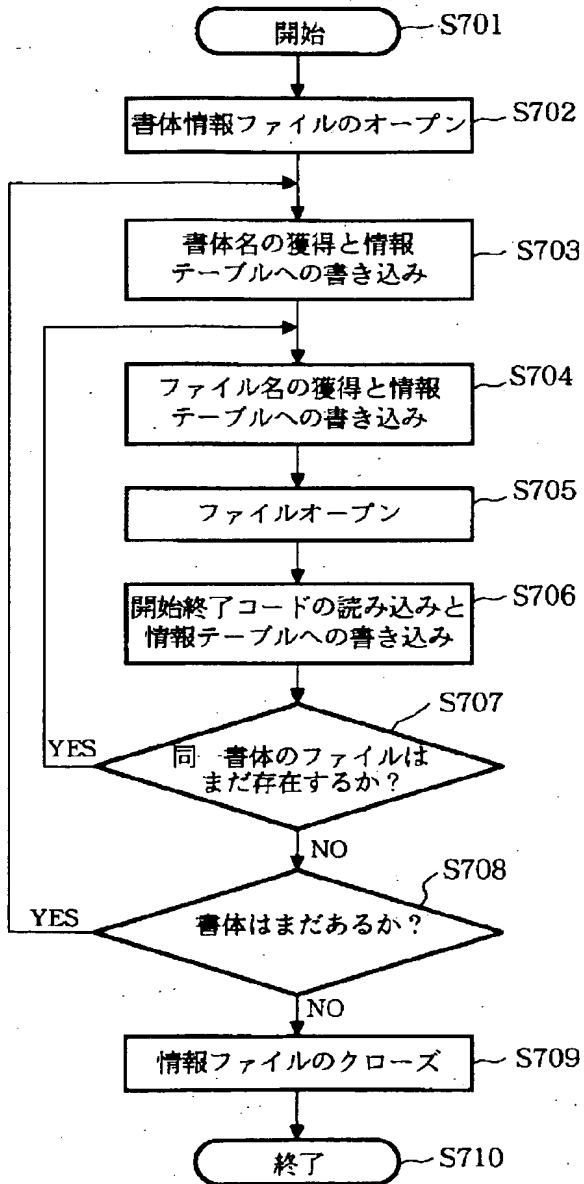 開始
S701
書体情報ファイルのオープン
S702
書体名の獲得と情報
テーブルへの書き込み
S703
ファイル名の獲得と情報
テーブルへの書き込み
S704
ファイルオープン
S705
開始終了コードの読み込みと
情報テーブルへの書き込み
S706
S707
YES
同一書体のファイルは
まだ存在するか?
NO
S708
YES
書体はまだあるか?
NO
情報ファイルのクローズ
S709
終了
S710